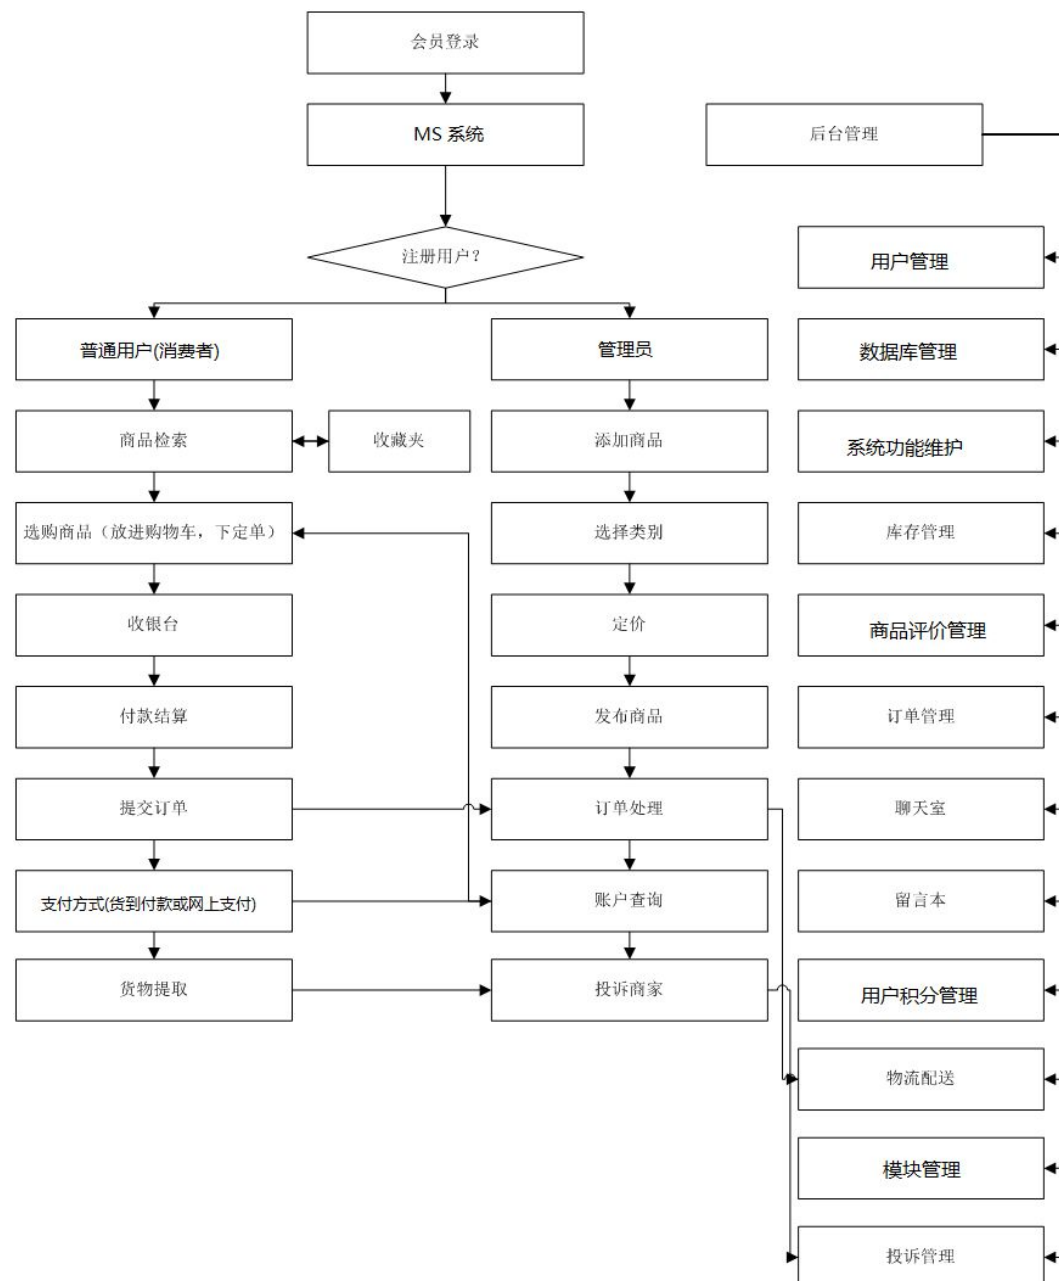 会员登录
MS 系统
后台管理
注册用户?
用户管理
普通用户(消费者)
管理员
数据库管理
商品检索
收藏夹
添加商品
系统功能维护
选购商品（放进购物车，下定单）
选择类别
库存管理
收银台
定价
商品评价管理
付款结算
发布商品
订单管理
提交订单
订单处理
聊天室
支付方式(货到付款或网上支付)
账户查询
留言本
货物提取
投诉商家
用户积分管理
物流配送
模块管理
投诉管理